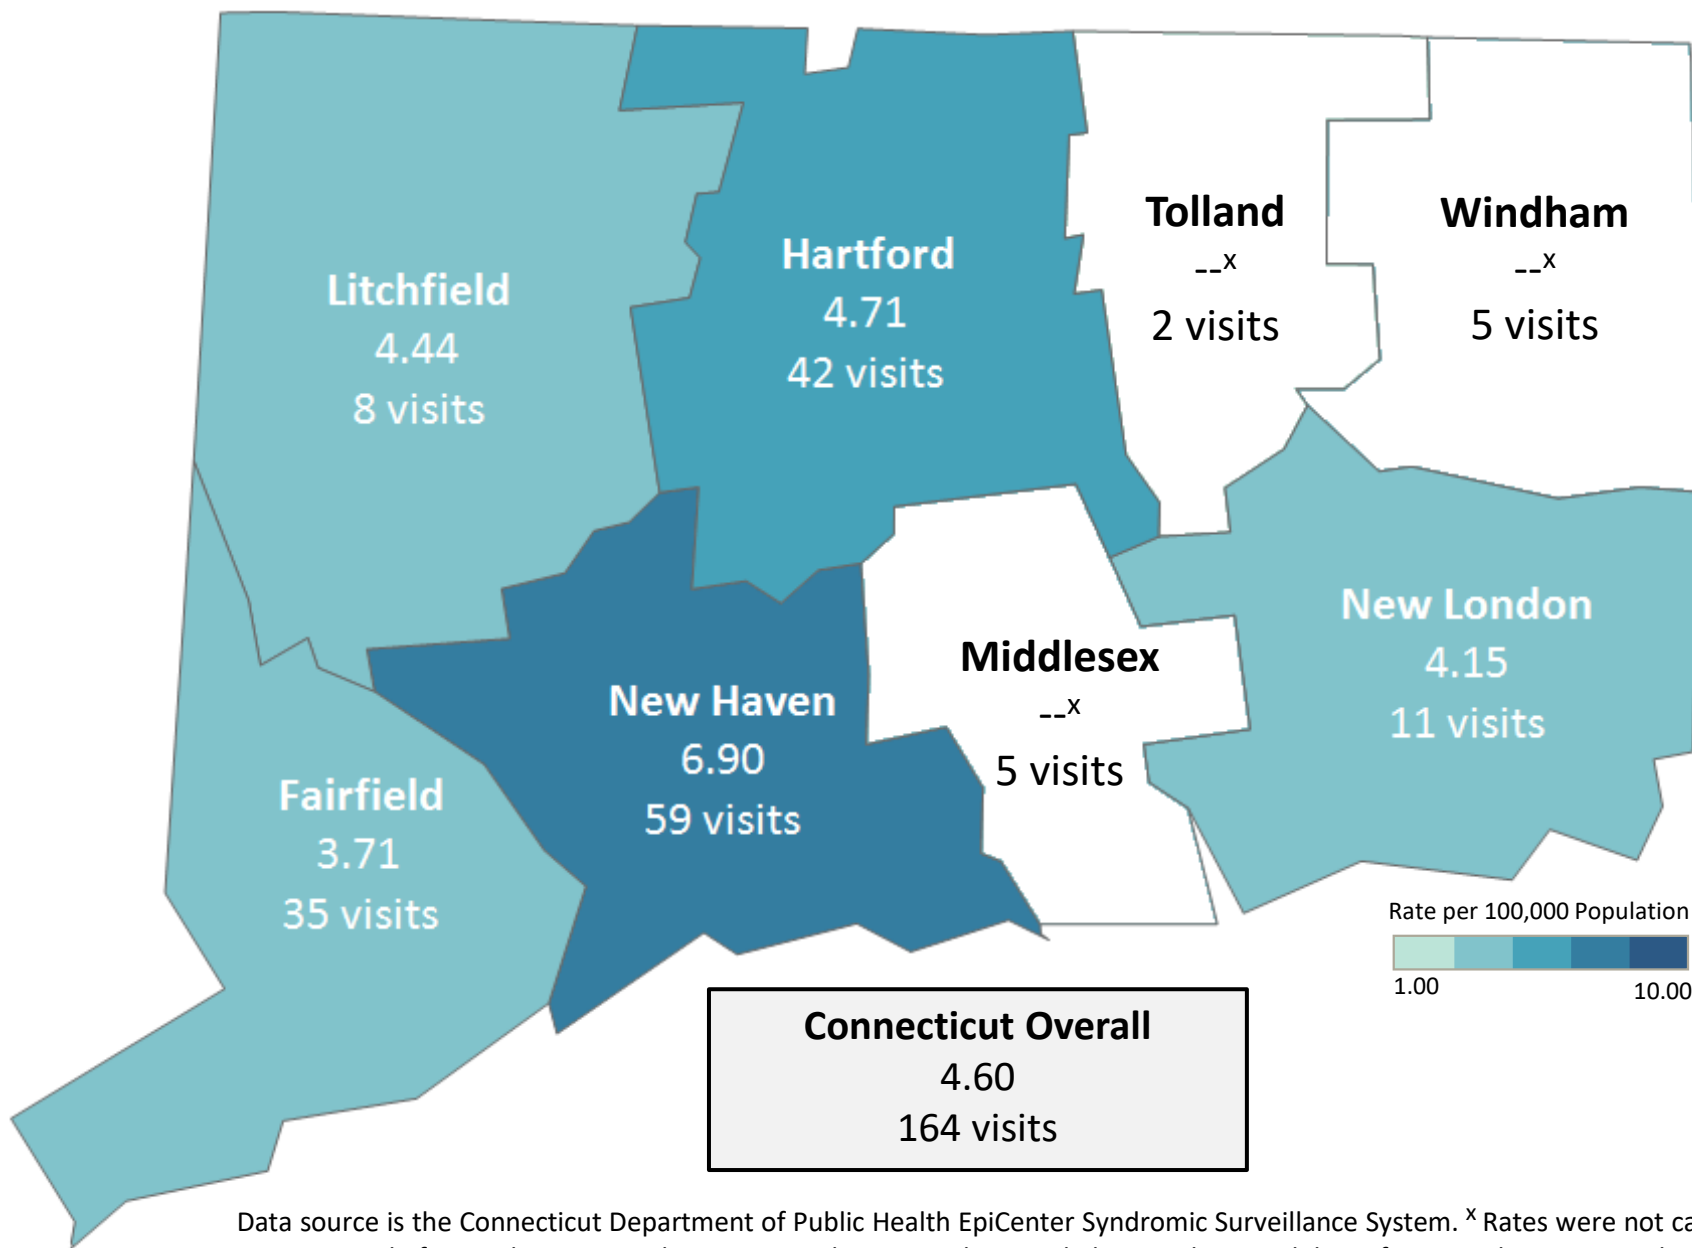 Litchfield
4.44
8 visits
Hartford
4.71
42 visits
Tolland
--x
2 visits
Windham
--x
5 visits
New London
4.15
11 visits
Middlesex
--x
5 visits
New Haven
6.90
59 visits
Fairfield
3.71
35 visits
Rate per 100,000 Population
1.00
10.00
Connecticut Overall
4.60
164 visits
Data source is the Connecticut Department of Public Health EpiCenter Syndromic Surveillance System. x Rates were not ca